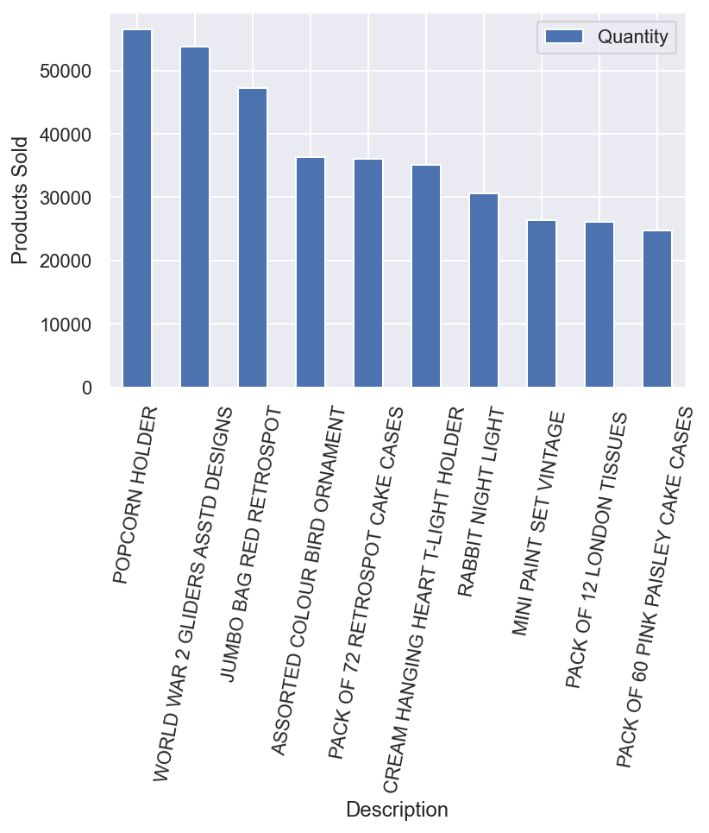 Quantity
Products Sold
50000
40000
30000
20000
10000
0
POPCORN HOLDER
WORLD WAR 2 GLIDERS ASSTD DESIGNS
JUMBO BAG RED RETROSPOT
ASSORTED COLOUR BIRD ORNAMENT
PACK OF 72 RETROSPOT CAKE CASES
CREAM HANGING HEART T-LIGHT HOLDER
RABBIT NIGHT LIGHT
MINI PAINT SET VINTAGE
PACK OF 12 LONDON TISSUES
PACK OF 60 PINK PAISLEY CAKE CASES
Description